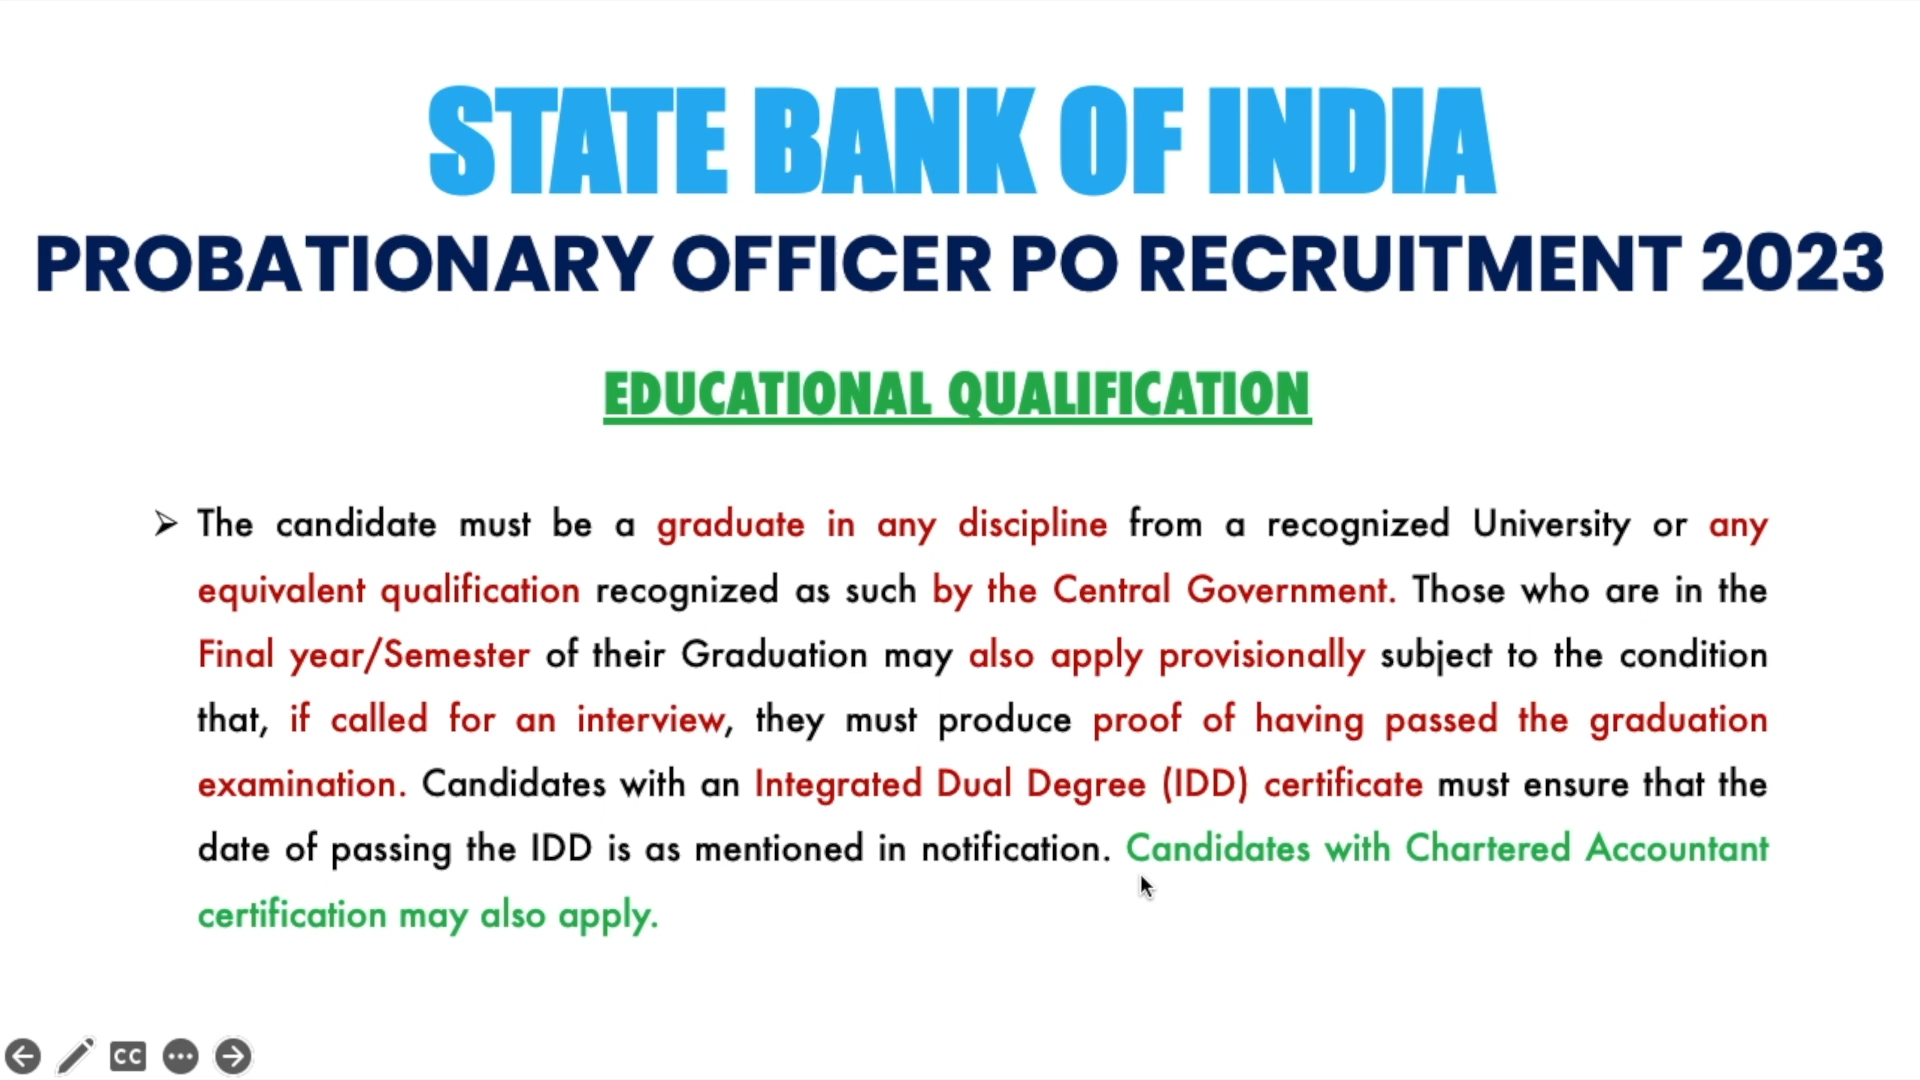 STATE BANK OF INDIA
PROBATIONARY OFFICER PO RECRUITMENT 2023
EDUCATIONAL QUALIFICATION
➢ The candidate must be a graduate in any discipline from a recognized University or any
equivalent qualification recognized as such by the Central Government. Those who are in the
Final year/Semester of their Graduation may also apply provisionally subject to the condition
that, if called for an interview, they must produce proof of having passed the graduation
examination. Candidates with an Integrated Dual Degree (IDD) certificate must ensure that the
date of passing the IDD is as mentioned in notification. Candidates with Chartered Accountant
certification may also apply.
CC